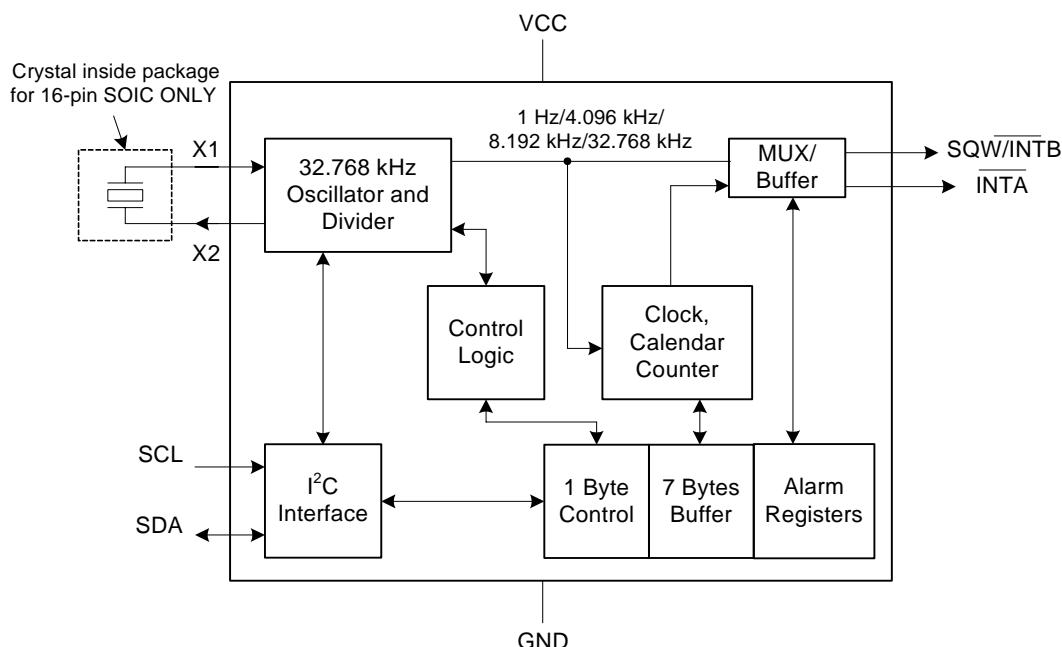 VCC
Crystal inside package
for 16-pin SOIC ONLY
1 Hz/4.096 kHz/
8.192 kHz/32.768 kHz
X1
X2
32.768 kHz
Oscillator and
Divider
MUX/
Buffer
SQW/I̅N̅T̅B̅
I̅N̅T̅A̅
Control
Logic
Clock,
Calendar
Counter
SCL
SDA
I²C
Interface
1 Byte
Control
7 Bytes
Buffer
Alarm
Registers
GND